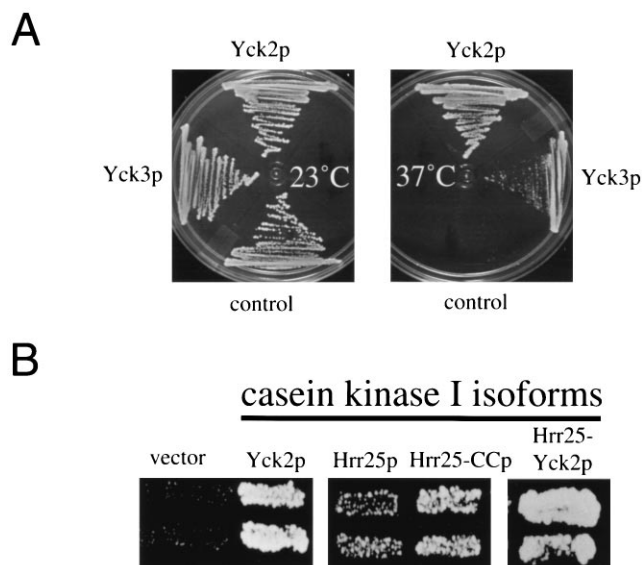 A
Yck2p
Yck2p
Yck3p
23°C
37°C
Yck3p
control
control
B
casein kinase I isoforms
vector
Yck2p
Hrr25p
Hrr25-CCp
Hrr25-
Yck2p